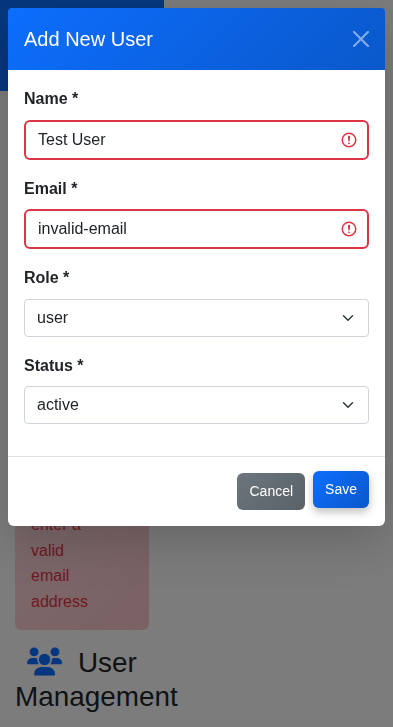 Add New User
Name *
Test User
Email *
invalid-email
Role *
user
Status *
active
Cancel
Save
enter a
valid
email
address
User
Management